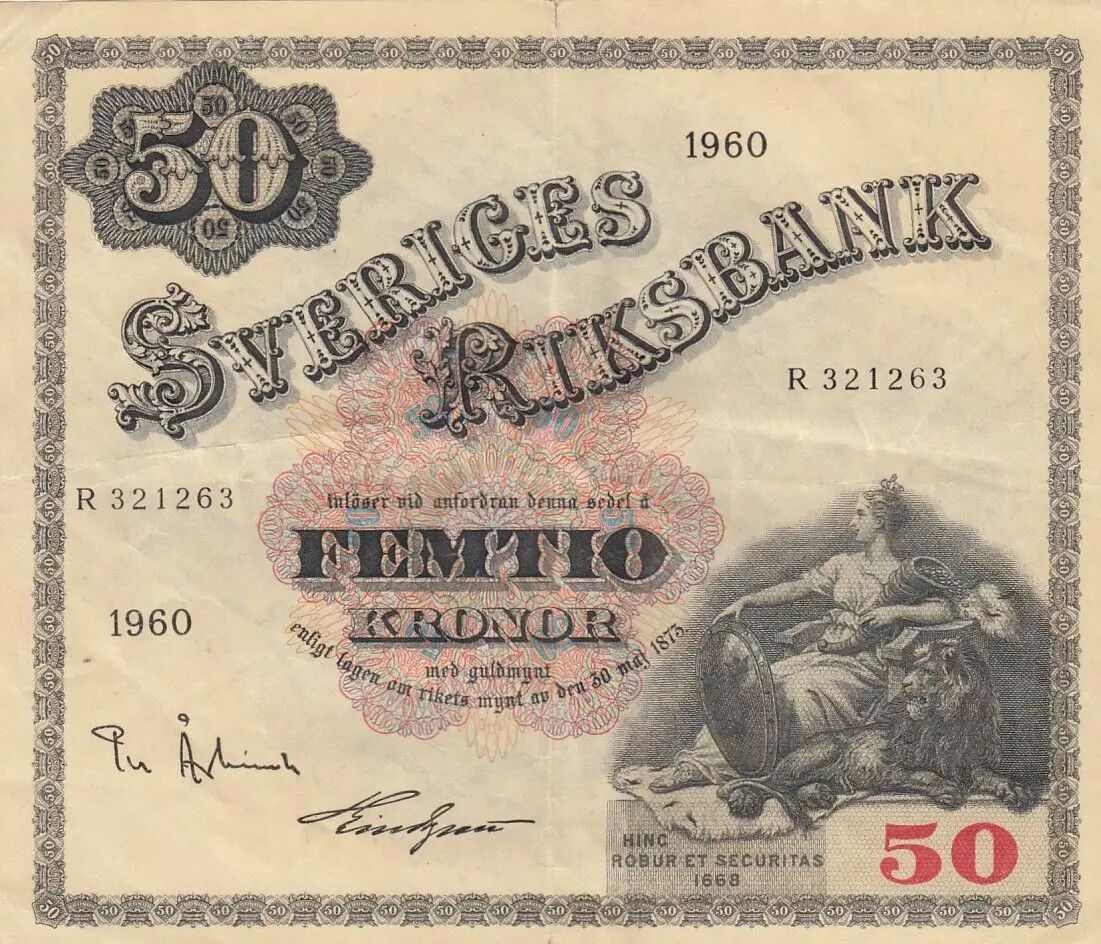 50
1960
SVERIGES
RIKSBANK
R 321263
R 321263
inlöser vid anfordran denna sedel å
FEMTIO
KRONOR
med guldmynt
enligt lagen om rikets mynt av den 30 maj 1873.
1960
HINC
ROBUR ET SECURITAS
1668
50